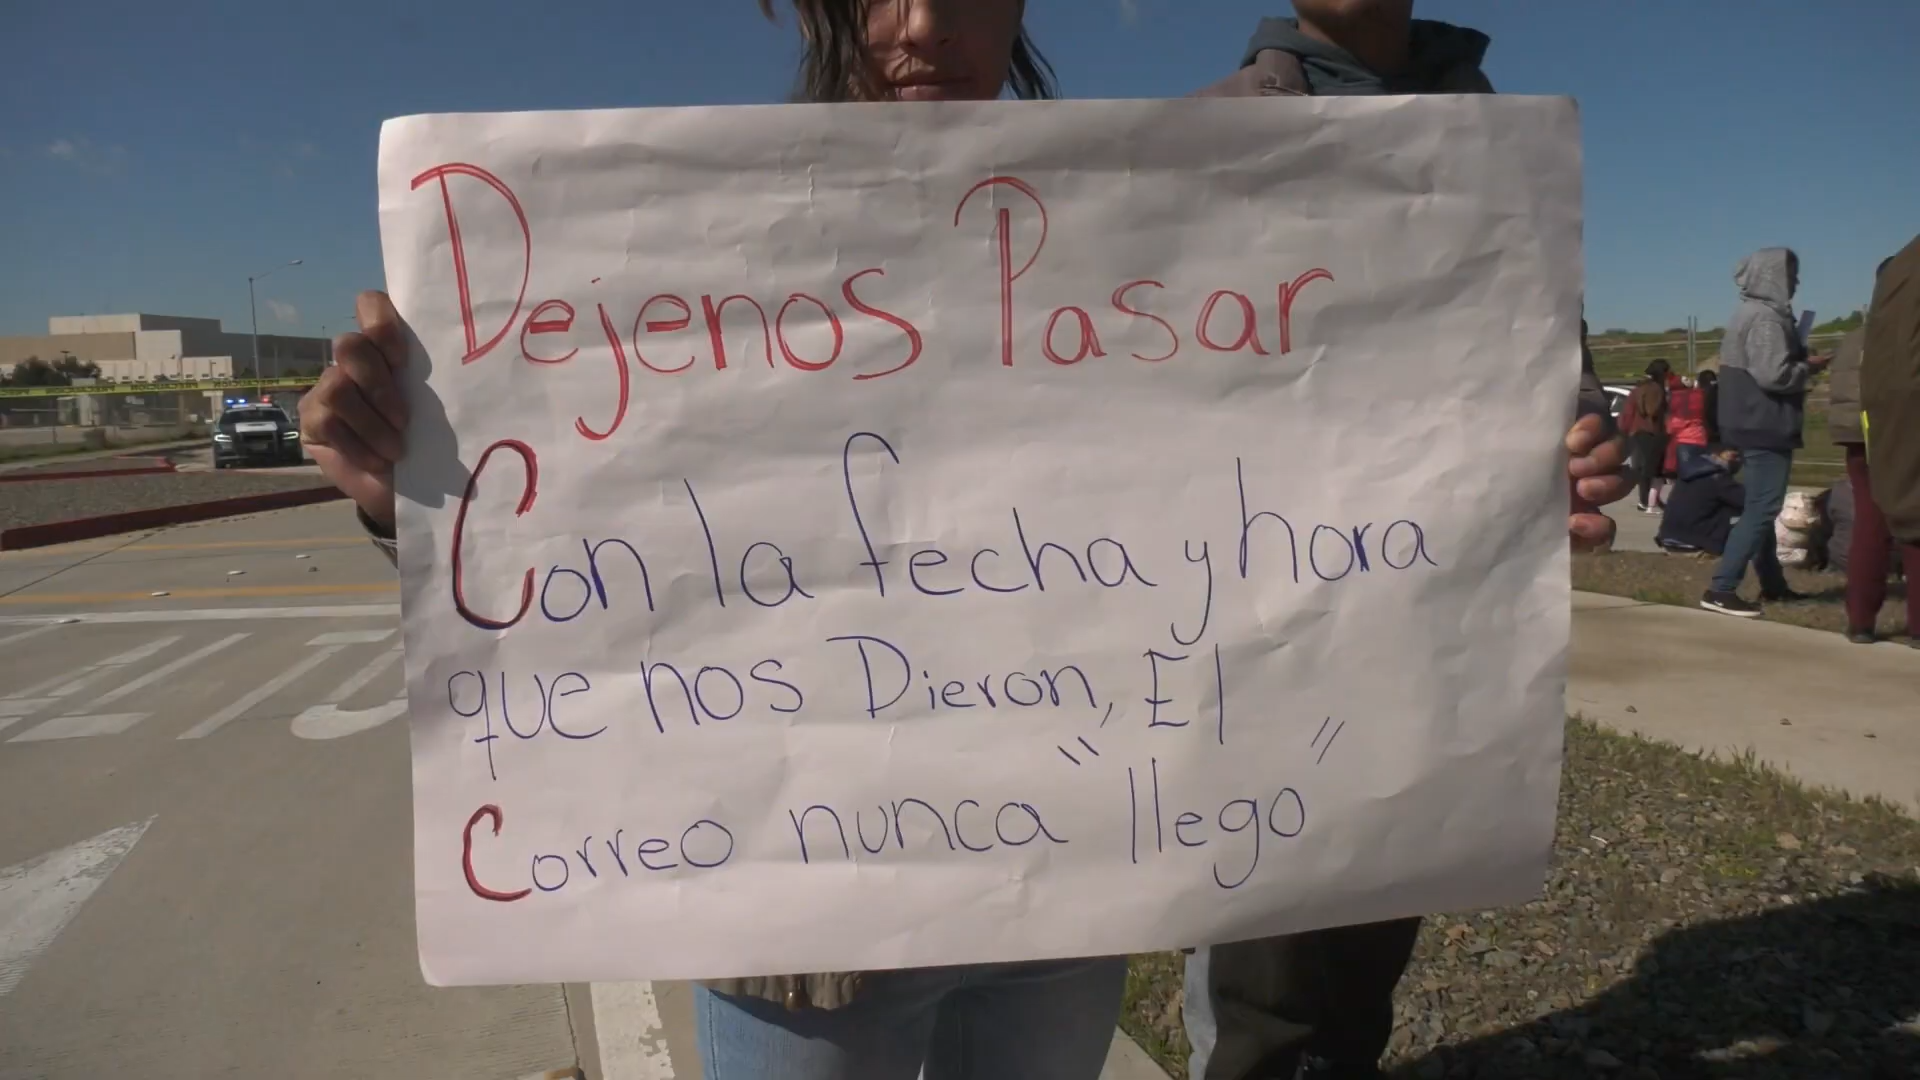 Dejenos Pasar
Con la fecha y hora
que nos Dieron, El
Correo nunca "llego"